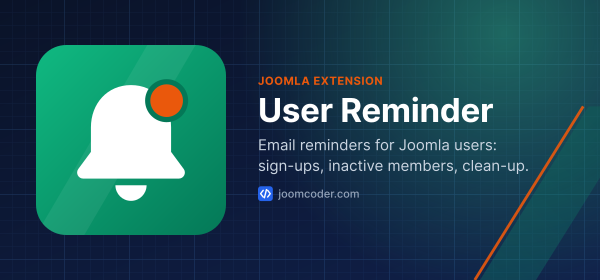 JOOMLA EXTENSION
User Reminder
Email reminders for Joomla users:
sign-ups, inactive members, clean-up.
joomcoder.com